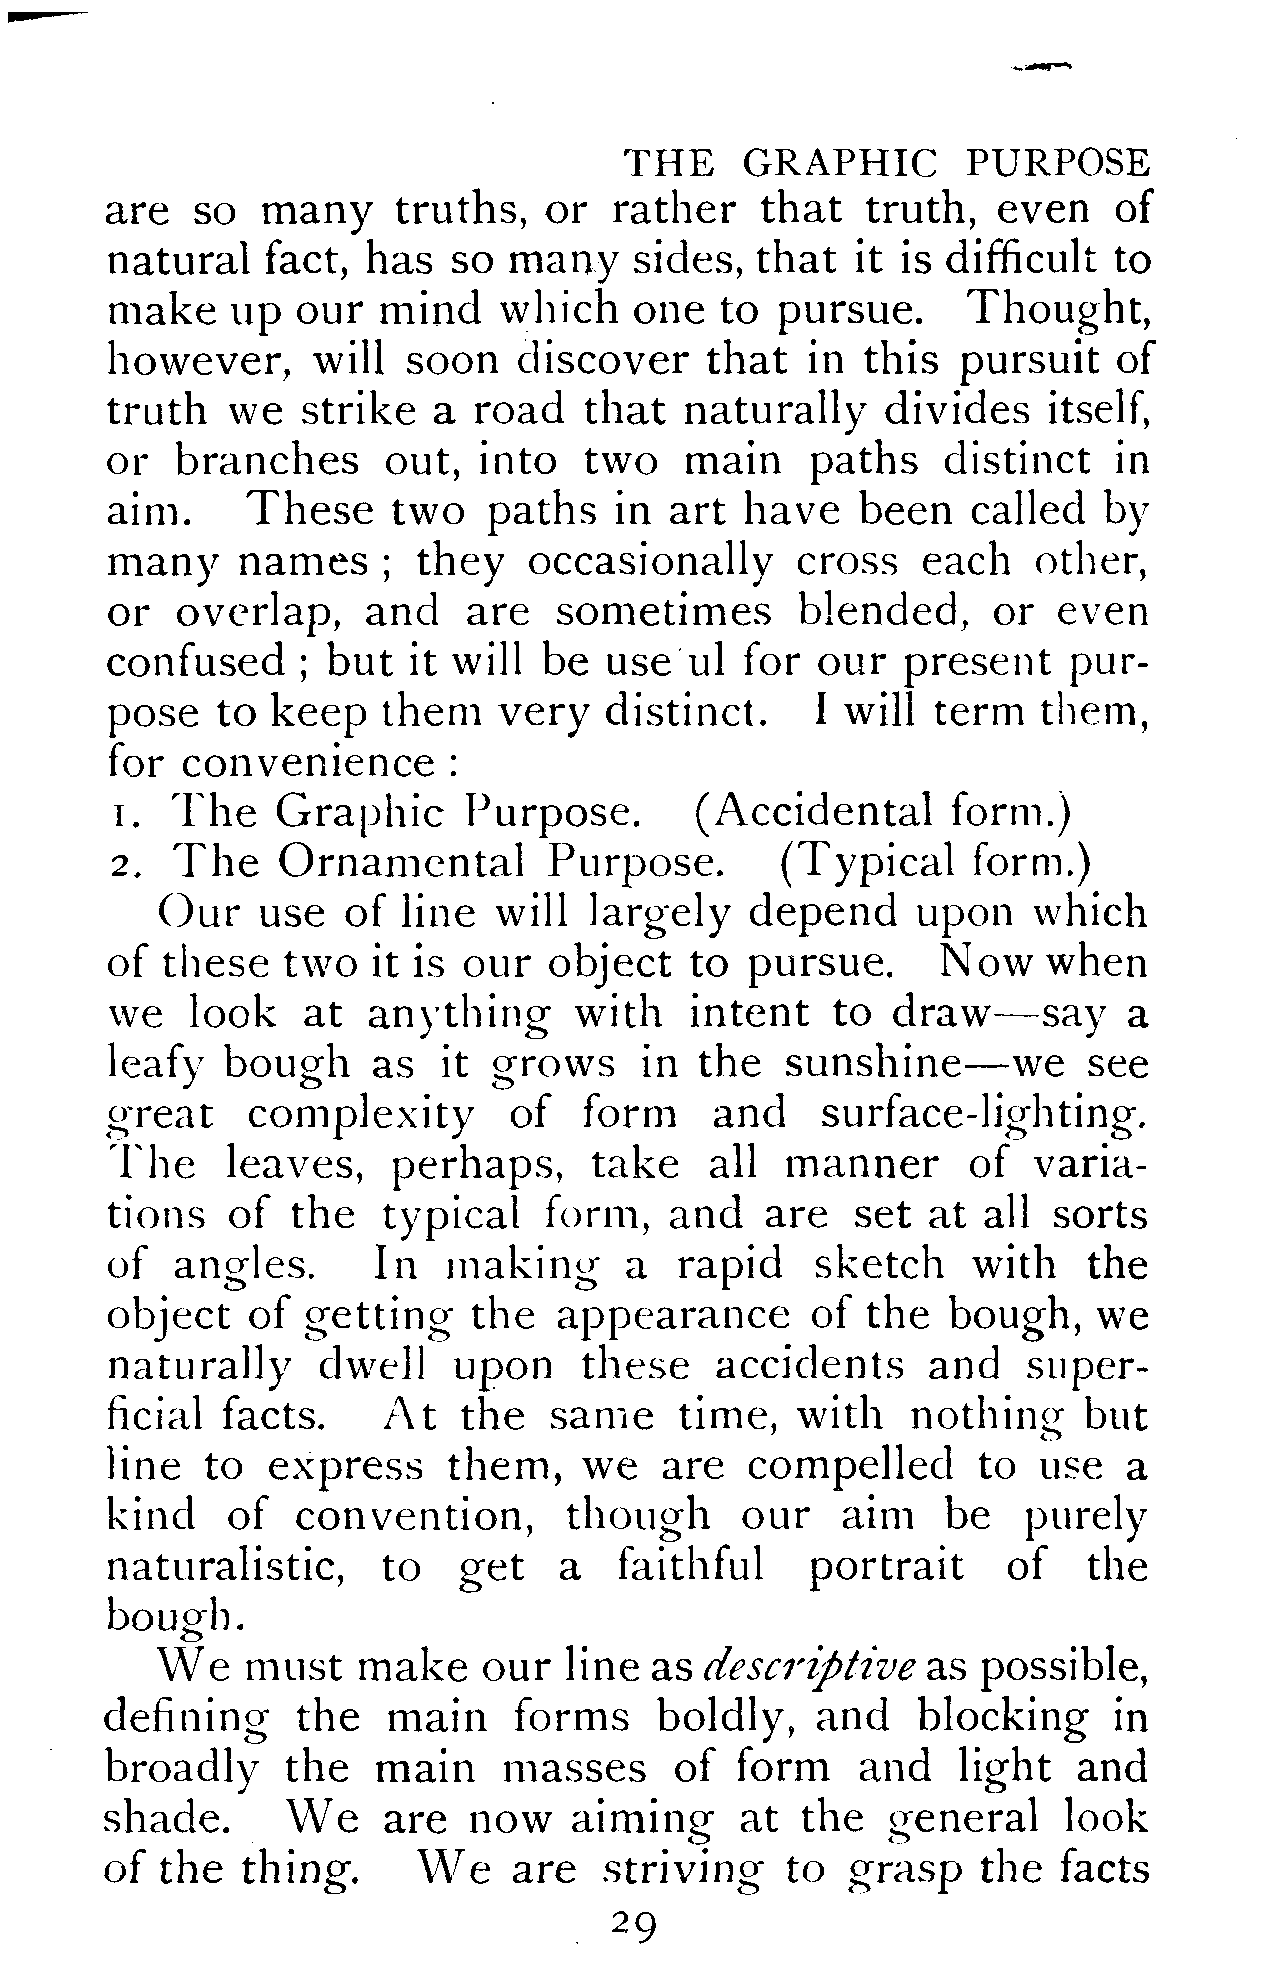 THE GRAPHIC PURPOSE
are so many truths, or rather that truth, even of
natural fact, has so many sides, that it is difficult to
make up our mind which one to pursue. Thought,
however, will soon discover that in this pursuit of
truth we strike a road that naturally divides itself,
or branches out, into two main paths distinct in
aim. These two paths in art have been called by
many names ; they occasionally cross each other,
or overlap, and are sometimes blended, or even
confused ; but it will be use ul for our present pur-
pose to keep them very distinct. I will term them,
for convenience :
1. The Graphic Purpose. (Accidental form.)
2. The Ornamental Purpose. (Typical form.)
Our use of line will largely depend upon which
of these two it is our object to pursue. Now when
we look at anything with intent to draw—say a
leafy bough as it grows in the sunshine—we see
great complexity of form and surface-lighting.
The leaves, perhaps, take all manner of varia-
tions of the typical form, and are set at all sorts
of angles. In making a rapid sketch with the
object of getting the appearance of the bough, we
naturally dwell upon these accidents and super-
ficial facts. At the same time, with nothing but
line to express them, we are compelled to use a
kind of convention, though our aim be purely
naturalistic, to get a faithful portrait of the
bough.
We must make our line as descriptive as possible,
defining the main forms boldly, and blocking in
broadly the main masses of form and light and
shade. We are now aiming at the general look
of the thing. We are striving to grasp the facts
29